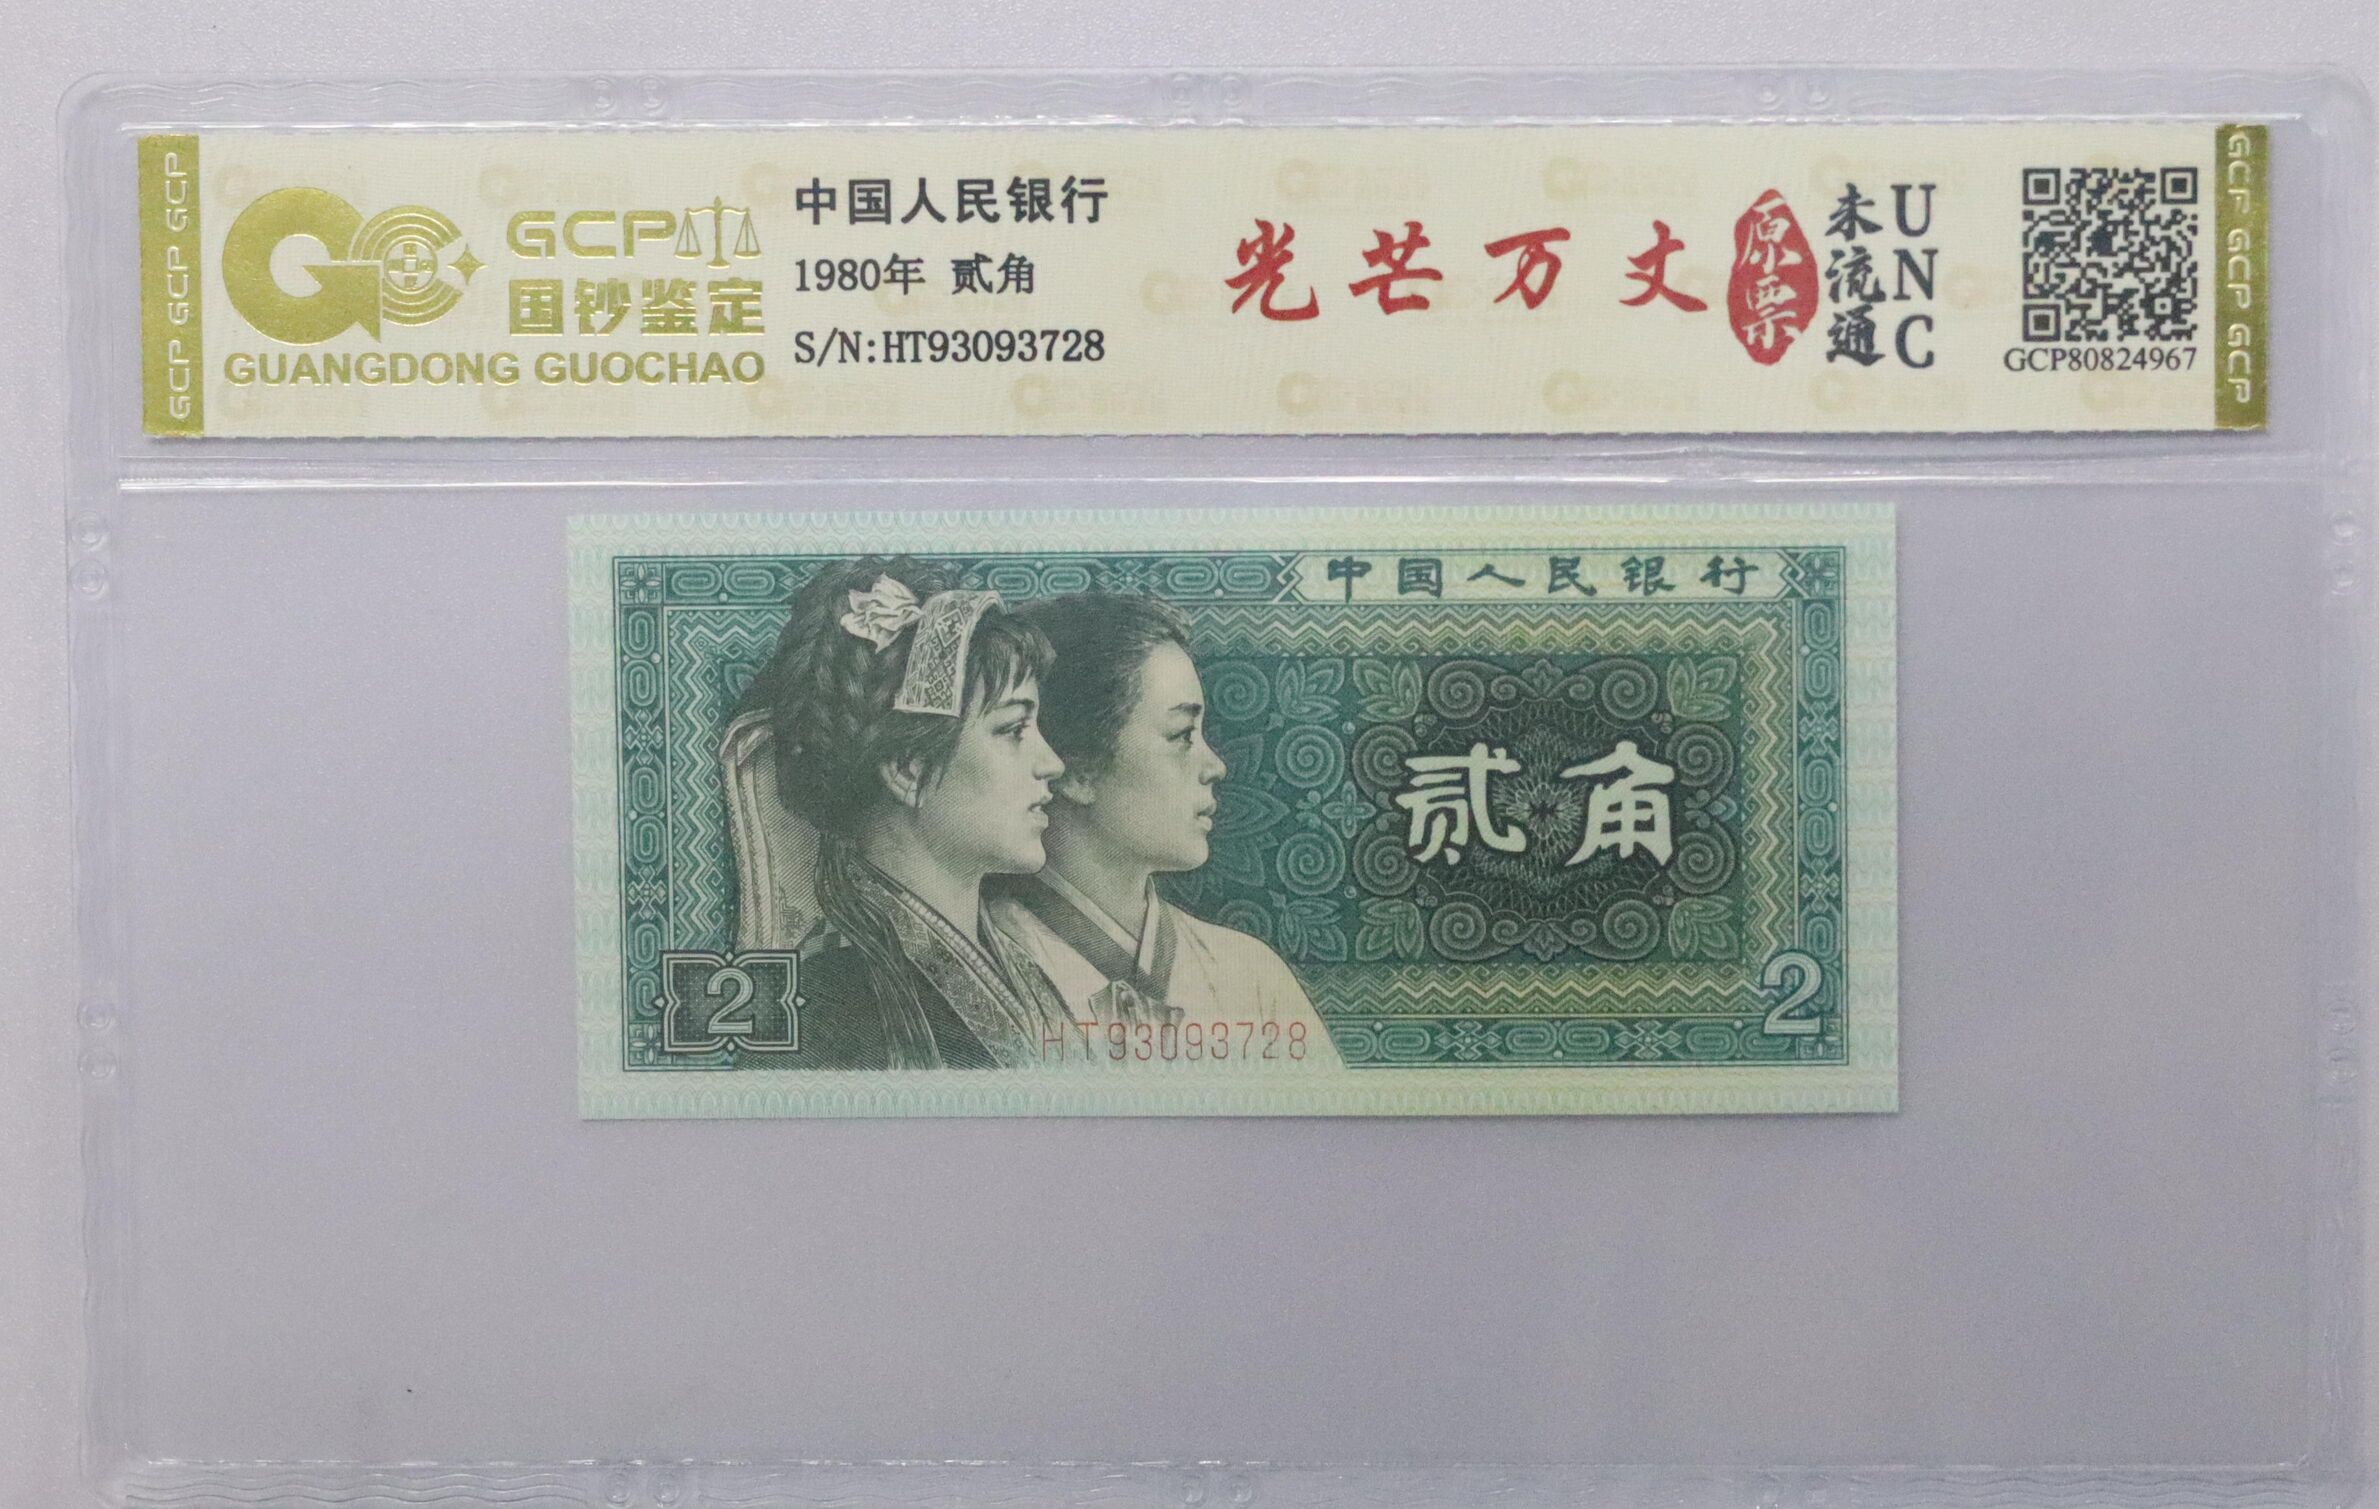 GCP GCP GCP
GCP
国钞鉴定
GUANGDONG GUOCHAO
中国人民银行
1980年 贰角
S/N:HT93093728
光芒万丈
原票
未流通
UNC
GCP80824967
GCP GCP GCP
中国人民银行
贰角
2
2
HT93093728